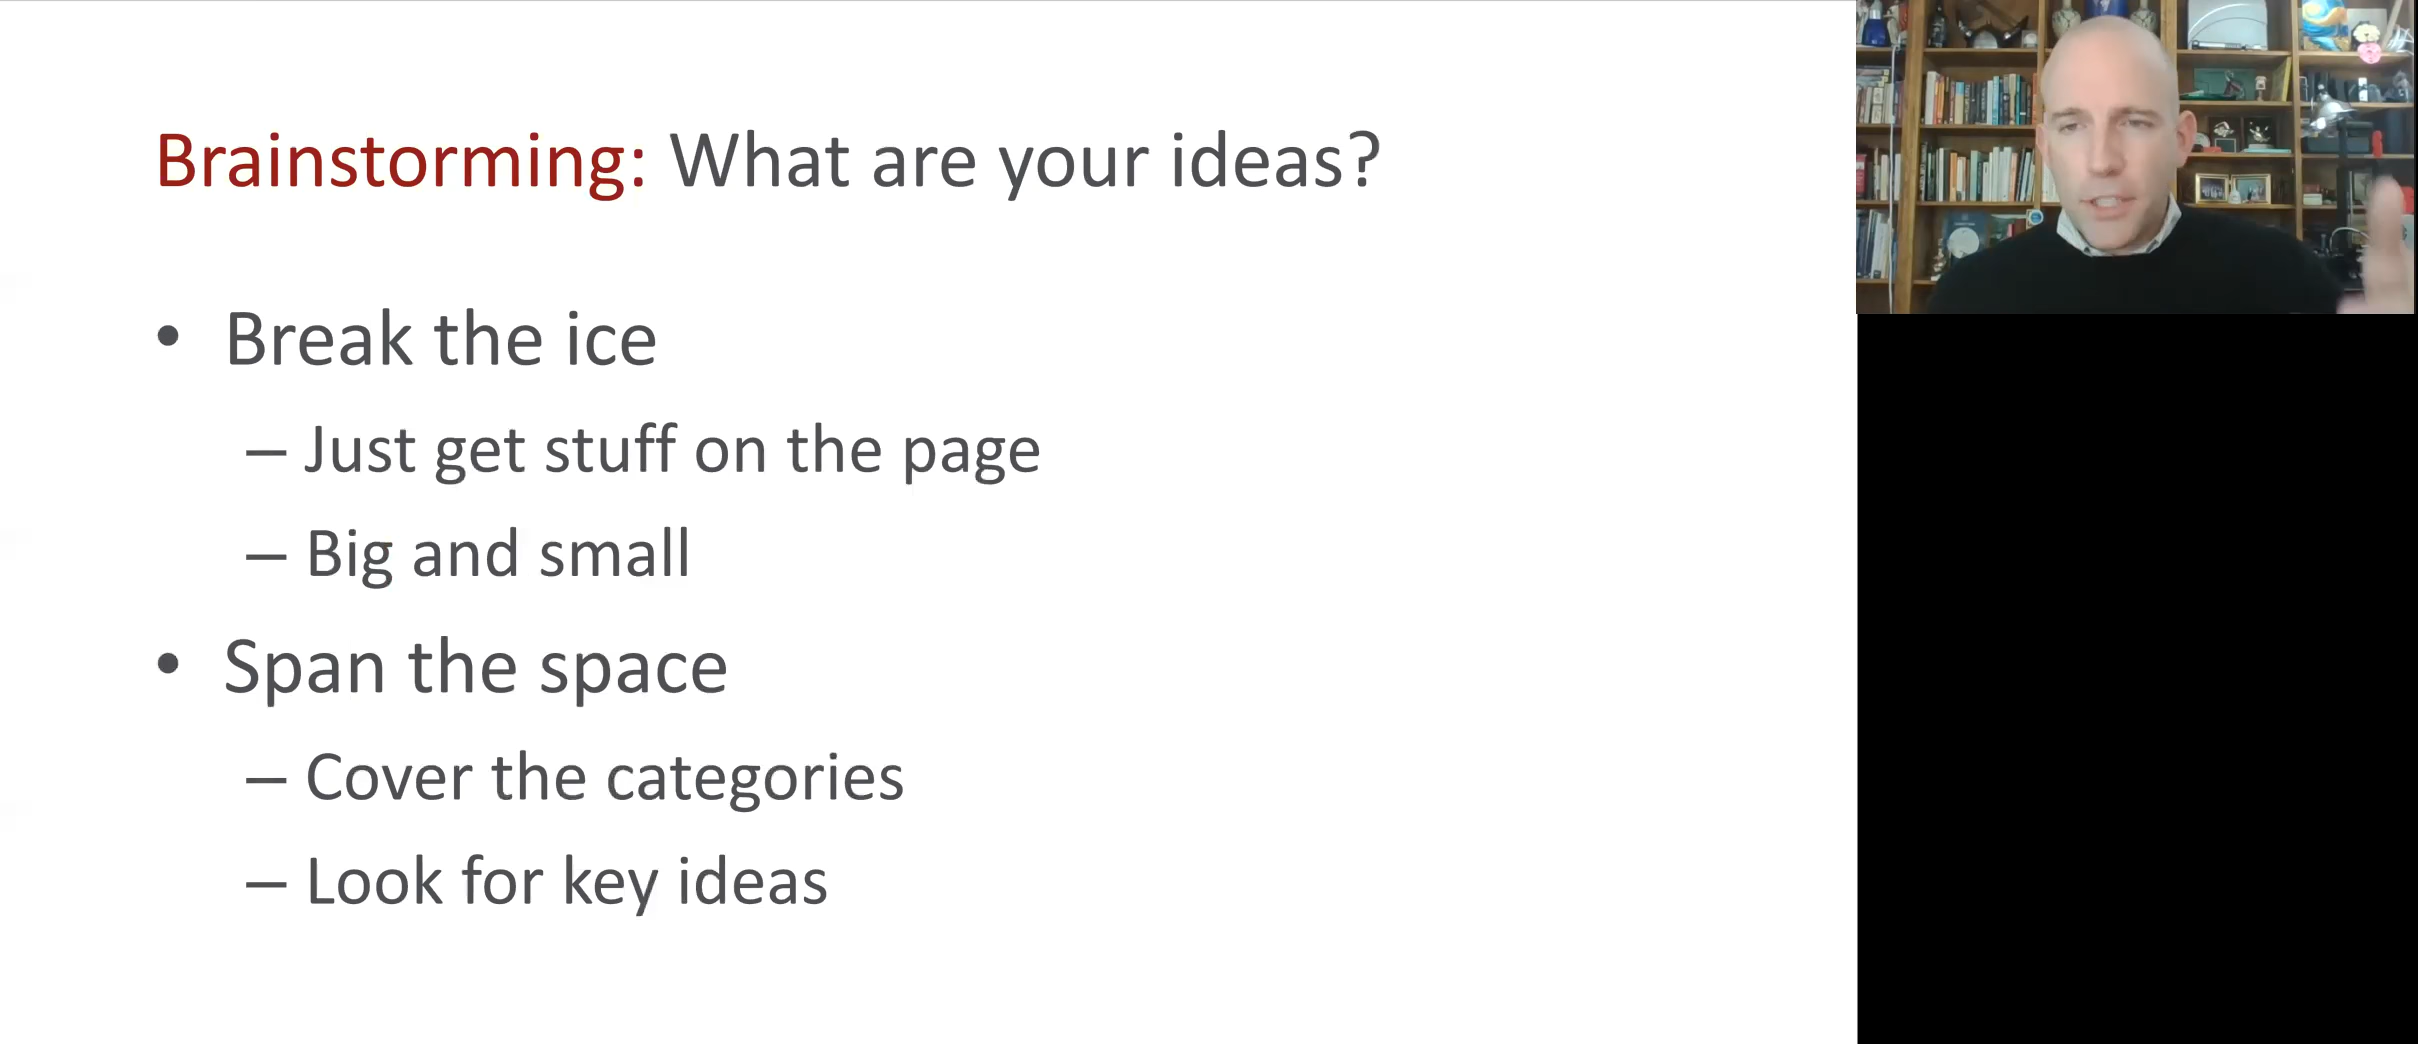 Brainstorming: What are your ideas?
• Break the ice
– Just get stuff on the page
– Big and small
• Span the space
– Cover the categories
– Look for key ideas